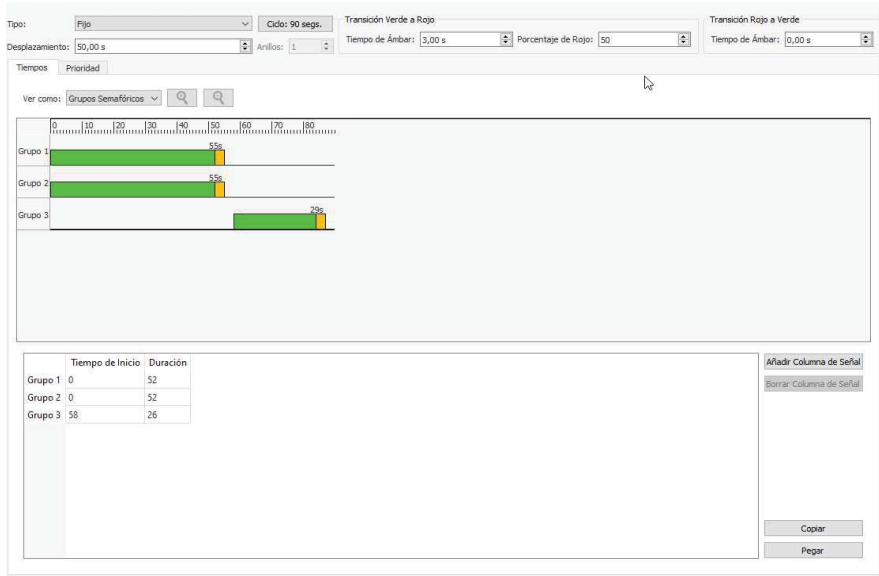 Tipo: Fijo Ciclo: 90 segs. Transición Verde a Rojo Transición Rojo a Verde
Desplazamiento: 50,00 s Anillos: 1 Tiempo de Ámbar: 3,00 s Porcentaje de Rojo: 50 Tiempo de Ámbar: 0,00 s
Tiempos Prioridad
Ver como: Grupos Semafóricos
0 10 20 30 40 50 60 70 80
55s
Grupo 1
55s
Grupo 2
29s
Grupo 3
Tiempo de Inicio Duración
Grupo 1 0 52
Grupo 2 0 52
Grupo 3 58 26
Añadir Columna de Señal
Borrar Columna de Señal
Copiar
Pegar